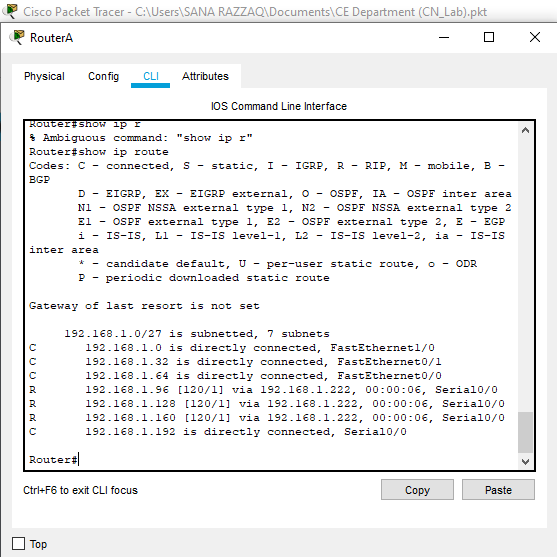 Cisco Packet Tracer - C:\Users\SANA RAZZAQ\Documents\CE Department (CN_Lab).pkt
RouterA
Physical Config CLI Attributes
IOS Command Line Interface
Router#show ip r
% Ambiguous command: "show ip r"
Router#show ip route
Codes: C - connected, S - static, I - IGRP, R - RIP, M - mobile, B -
BGP
D - EIGRP, EX - EIGRP external, O - OSPF, IA - OSPF inter area
N1 - OSPF NSSA external type 1, N2 - OSPF NSSA external type 2
E1 - OSPF external type 1, E2 - OSPF external type 2, E - EGP
i - IS-IS, L1 - IS-IS level-1, L2 - IS-IS level-2, ia - IS-IS
inter area
* - candidate default, U - per-user static route, o - ODR
P - periodic downloaded static route
Gateway of last resort is not set
192.168.1.0/27 is subnetted, 7 subnets
C 192.168.1.0 is directly connected, FastEthernet1/0
C 192.168.1.32 is directly connected, FastEthernet0/1
C 192.168.1.64 is directly connected, FastEthernet0/0
R 192.168.1.96 [120/1] via 192.168.1.222, 00:00:06, Serial0/0
R 192.168.1.128 [120/1] via 192.168.1.222, 00:00:06, Serial0/0
R 192.168.1.160 [120/1] via 192.168.1.222, 00:00:06, Serial0/0
C 192.168.1.192 is directly connected, Serial0/0
Router#
Ctrl+F6 to exit CLI focus
Copy Paste
Top